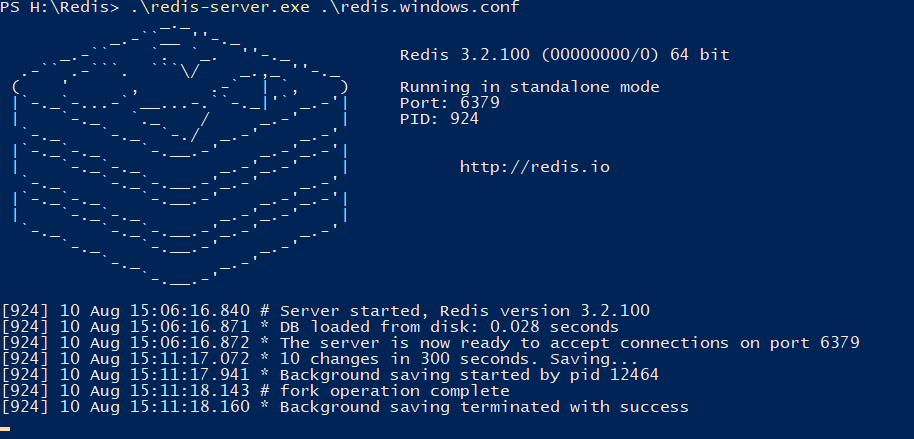 PS H:\Redis> .\redis-server.exe .\redis.windows.conf
Redis 3.2.100 (00000000/0) 64 bit
Running in standalone mode
Port: 6379
PID: 924
http://redis.io
[924] 10 Aug 15:06:16.840 # Server started, Redis version 3.2.100
[924] 10 Aug 15:06:16.871 * DB loaded from disk: 0.028 seconds
[924] 10 Aug 15:06:16.872 * The server is now ready to accept connections on port 6379
[924] 10 Aug 15:11:17.072 * 10 changes in 300 seconds. Saving...
[924] 10 Aug 15:11:17.941 * Background saving started by pid 12464
[924] 10 Aug 15:11:18.143 # fork operation complete
[924] 10 Aug 15:11:18.160 * Background saving terminated with success